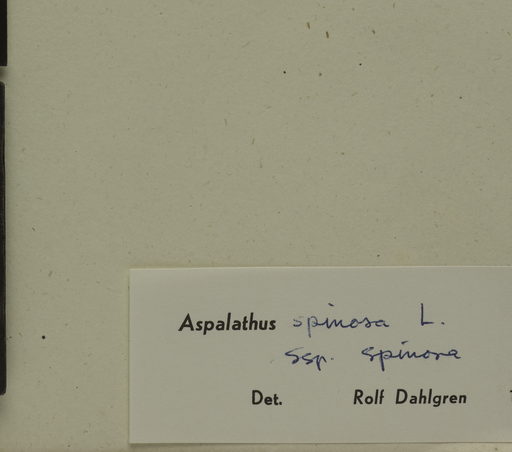 Aspalathus spinosa L.
ssp. spinosa
Det. Rolf Dahlgren